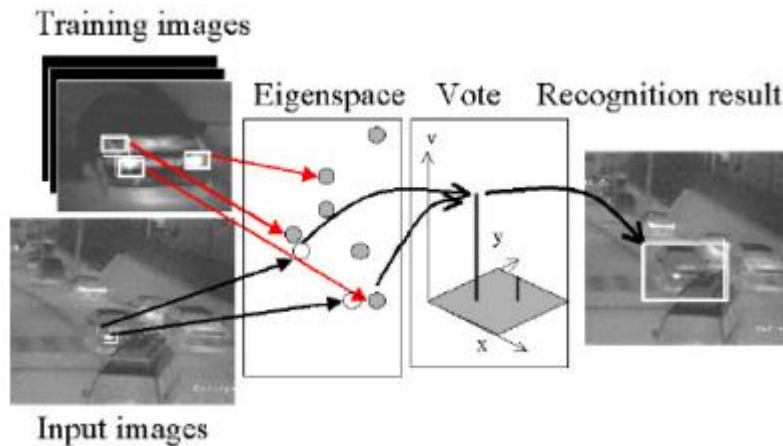 Training images
Eigenspace
Vote
Recognition result
v
y
x
Input images